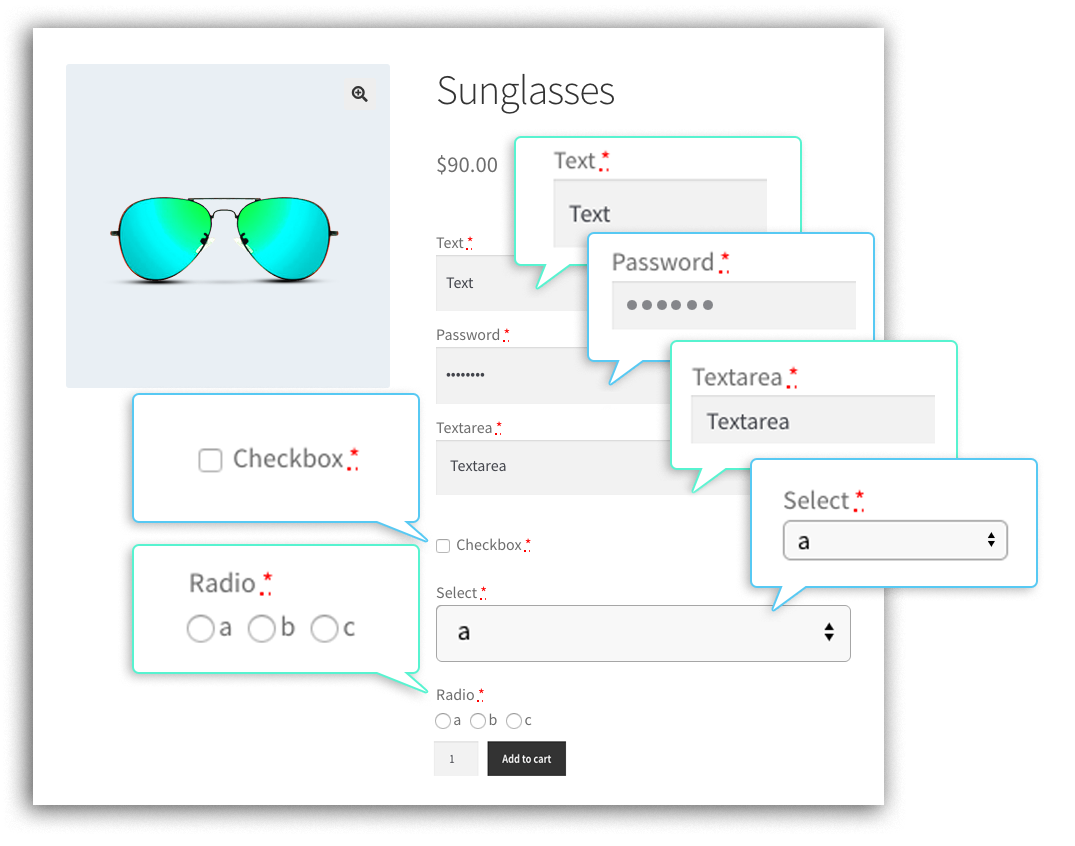 Sunglasses
$90.00
Text *
Text
Text *
Text
Password *
••••••
Password *
••••••••
Textarea *
Textarea
Textarea *
Textarea
Checkbox *
Checkbox *
Select *
a
Select *
a
Radio *
a b c
Radio *
a b c
1
Add to cart